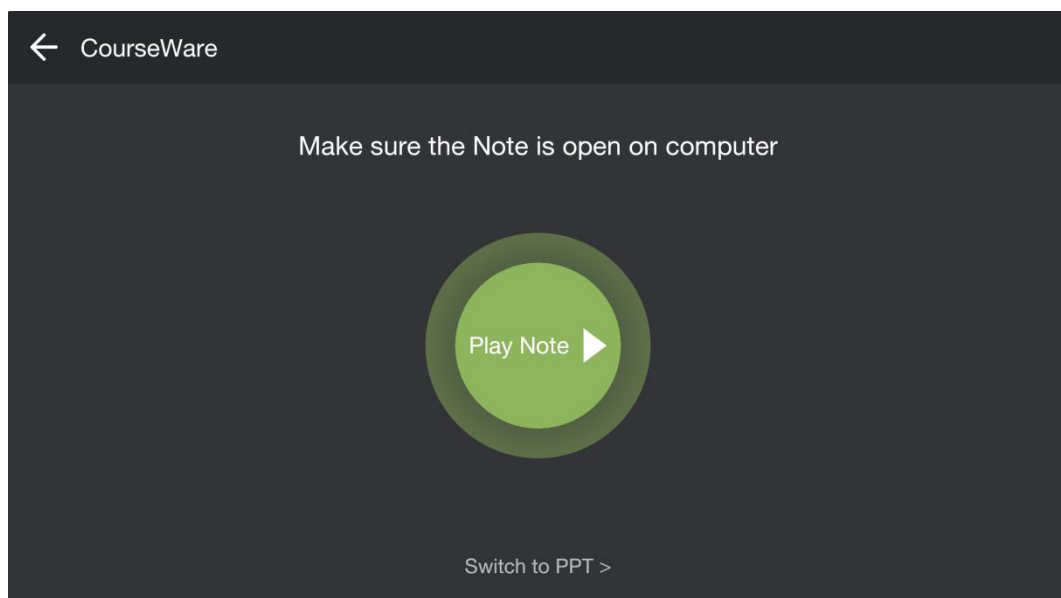 CourseWare
Make sure the Note is open on computer
Play Note
Switch to PPT >